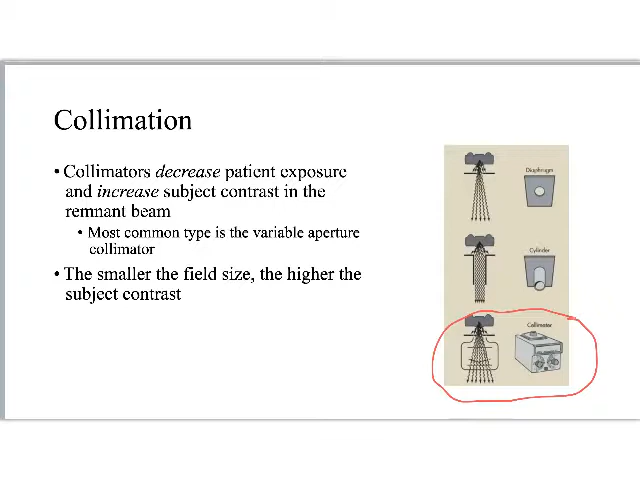 Collimation
• Collimators decrease patient exposure
and increase subject contrast in the
remnant beam
• Most common type is the variable aperture
collimator
• The smaller the field size, the higher the
subject contrast
Diaphragm
Cylinder
Collimator